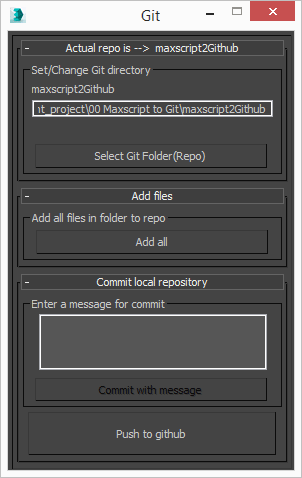 Git
- Actual repo is --> maxscript2Github
Set/Change Git directory
maxscript2Github
nt_project\00 Maxscript to Git\maxscript2Github
Select Git Folder(Repo)
- Add files
Add all files in folder to repo
Add all
- Commit local repository
Enter a message for commit
Commit with message
Push to github